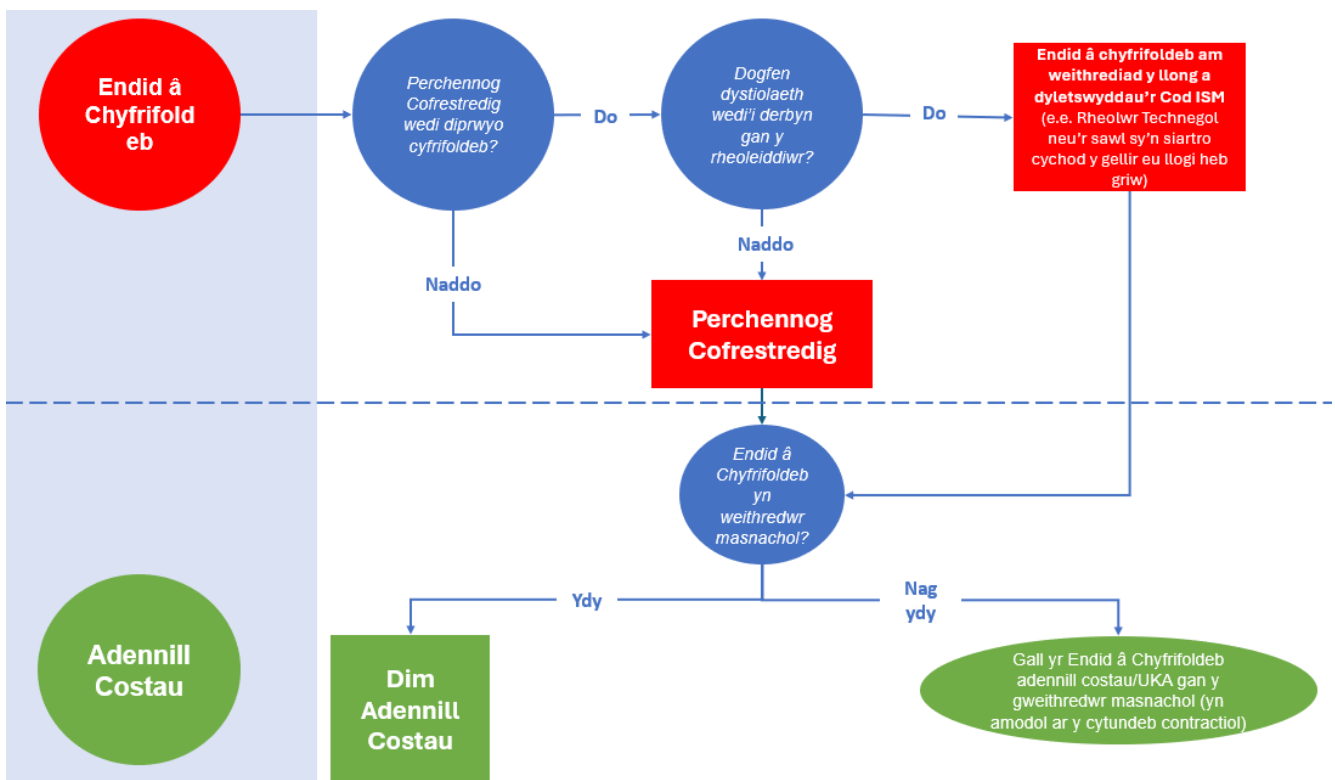 Endid â
Chyfrifold
eb
Perchennog
Cofrestredig
wedi diprwyo
cyfrifoldeb?
Do
Dogfen
dystiolaeth
wedi'i derbyn
gan y
rheoleiddiwr?
Do
Endid â chyfrifoldeb am
weithrediad y llong a
dyletswyddau'r Cod ISM
(e.e. Rheolwr Technegol
neu'r sawl sy'n siartro
cychod y gellir eu llogi heb
griw)
Naddo
Naddo
Perchennog
Cofrestredig
Endid â
Chyfrifoldeb
yn
weithredwr
masnachol?
Ydy
Nag
ydy
Adennill
Costau
Dim
Adennill
Costau
Gall yr Endid â Chyfrifoldeb
adennill costau/UKA gan y
gweithredwr masnachol (yn
amodol ar y cytundeb contractiol)